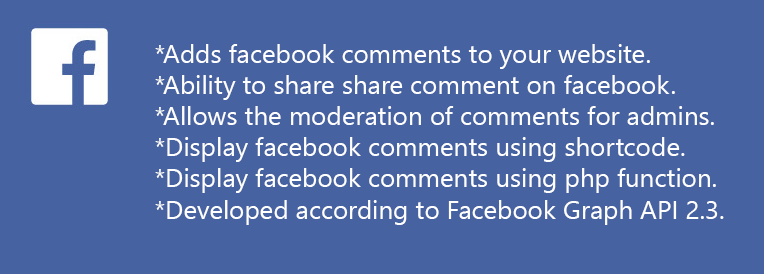 *Adds facebook comments to your website.
*Ability to share share comment on facebook.
*Allows the moderation of comments for admins.
*Display facebook comments using shortcode.
*Display facebook comments using php function.
*Developed according to Facebook Graph API 2.3.